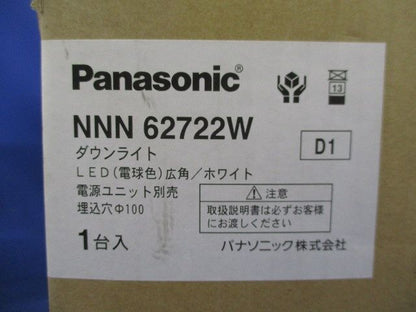 Panasonic®
13
NNN 62722W
D1
ダウンライト
LED(電球色)広角/ホワイト
電源ユニット別売
埋込穴Φ100
⚠注意
取扱説明書は必ずお客様
にお渡しください
1台入
パナソニック株式会社